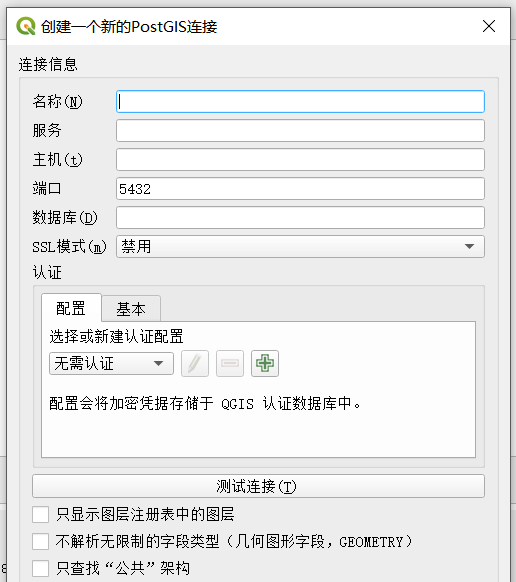 创建一个新的PostGIS连接
连接信息
名称(N)
服务
主机(t)
端口 5432
数据库(D)
SSL模式(m) 禁用
认证
配置 基本
选择或新建认证配置
无需认证
配置会将加密凭据存储于 QGIS 认证数据库中。
测试连接(T)
只显示图层注册表中的图层
不解析无限制的字段类型（几何图形字段，GEOMETRY）
只查找“公共”架构